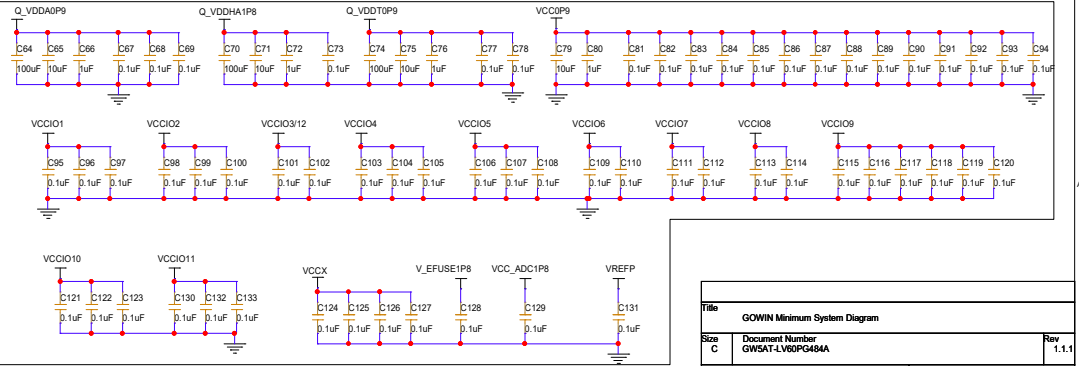 Q_VDDA0P9 Q_VDDHA1P8 Q_VDDT0P9 VCC0P9
C64 C65 C66 C67 C68 C69 C70 C71 C72 C73 C74 C75 C76 C77 C78 C79 C80 C81 C82 C83 C84 C85 C86 C87 C88 C89 C90 C91 C92 C93 C94
100uF 10uF 1uF 0.1uF 0.1uF 0.1uF 100uF 10uF 1uF 0.1uF 100uF 10uF 1uF 0.1uF 0.1uF 10uF 1uF 0.1uF 0.1uF 0.1uF 0.1uF 0.1uF 0.1uF 0.1uF 0.1uF 0.1uF 0.1uF 0.1uF 0.1uF 0.1uF 0.1uF
VCCIO1 VCCIO2 VCCIO3/12 VCCIO4 VCCIO5 VCCIO6 VCCIO7 VCCIO8 VCCIO9
C95 C96 C97 C98 C99 C100 C101 C102 C103 C104 C105 C106 C107 C108 C109 C110 C111 C112 C113 C114 C115 C116 C117 C118 C119 C120
0.1uF 0.1uF 0.1uF 0.1uF 0.1uF 0.1uF 0.1uF 0.1uF 0.1uF 0.1uF 0.1uF 0.1uF 0.1uF 0.1uF 0.1uF 0.1uF 0.1uF 0.1uF 0.1uF 0.1uF 0.1uF 0.1uF 0.1uF 0.1uF 0.1uF 0.1uF
VCCIO10 VCCIO11 VCCX V_EFUSE1P8 VCC_ADC1P8 VREFP
C121 C122 C123 C130 C132 C133 C124 C125 C126 C127 C128 C129 C131
0.1uF 0.1uF 0.1uF 0.1uF 0.1uF 0.1uF 0.1uF 0.1uF 0.1uF 0.1uF 0.1uF 0.1uF 0.1uF
Title
GOWIN Minimum System Diagram
Size Document Number Rev
C GW5AT-LV60PG484A 1.1.1